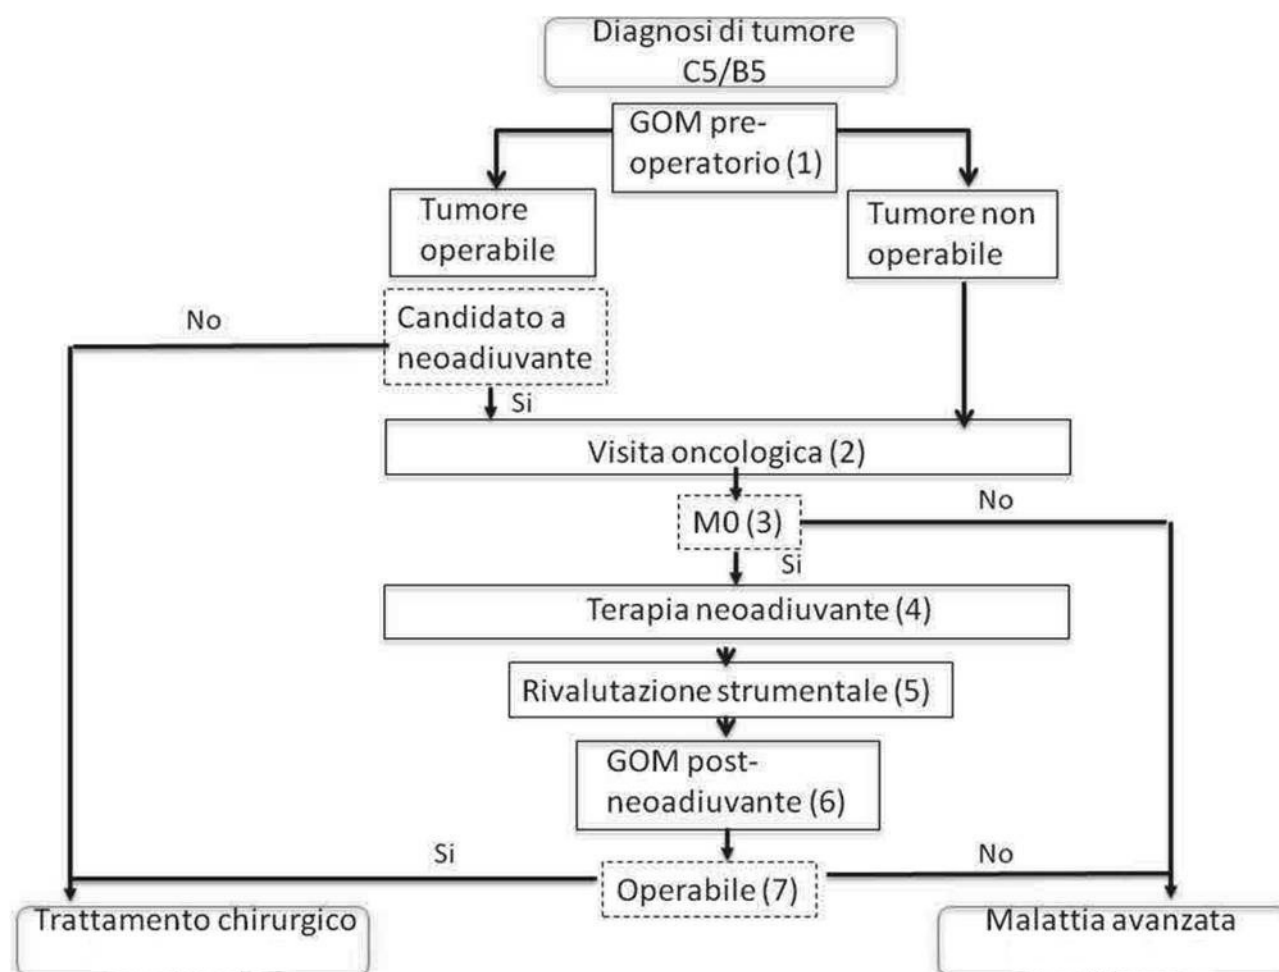 Diagnosi di tumore
C5/B5
GOM pre-
operatorio (1)
Tumore
operabile
Tumore non
operabile
No
Candidato a
neoadiuvante
Si
Visita oncologica (2)
M0 (3)
No
Si
Terapia neoadiuvante (4)
Rivalutazione strumentale (5)
GOM post-
neoadiuvante (6)
Si
No
Operabile (7)
Trattamento chirurgico
Malattia avanzata